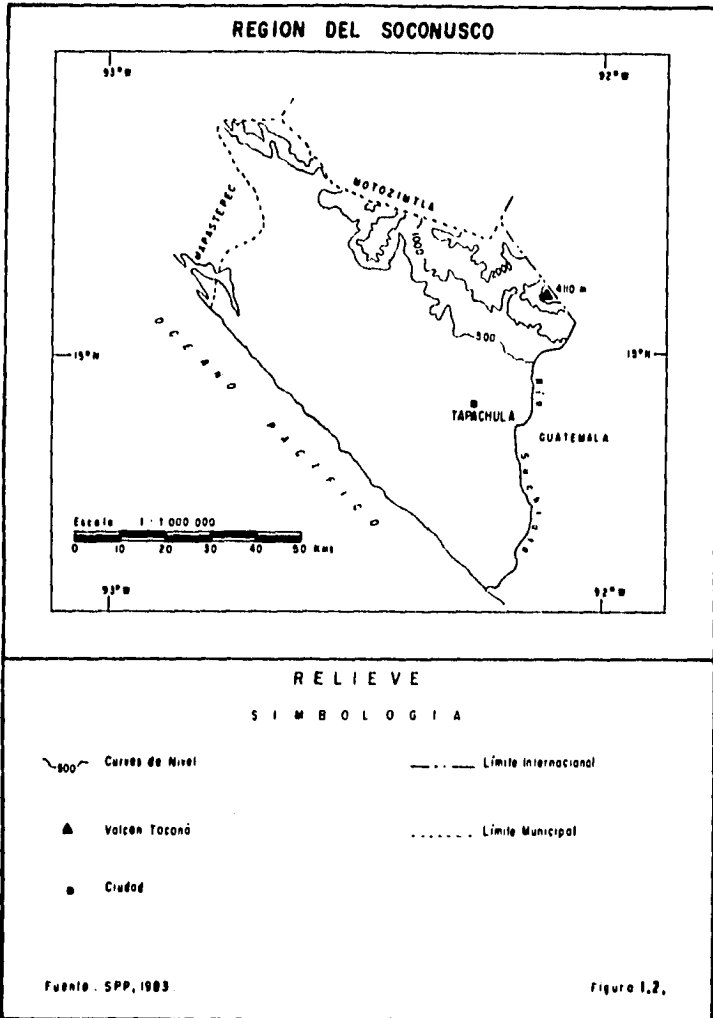 REGION DEL SOCONUSCO
93°W
92°W
MOTOZINTLA
MAPASTEPEC
1000
2000
4110 m
500
15°N
15°N
OCEANO PACIFICO
TAPACHULA
Río Suchiate
GUATEMALA
Escala 1:1 000 000
0 10 20 30 40 50 Kms
93°W
92°W
RELIEVE
SIMBOLOGIA
500 Curvas de Nivel
Límite Internacional
Volcán Tacaná
Límite Municipal
Ciudad
Fuente. SPP, 1983
Figura 1.2.